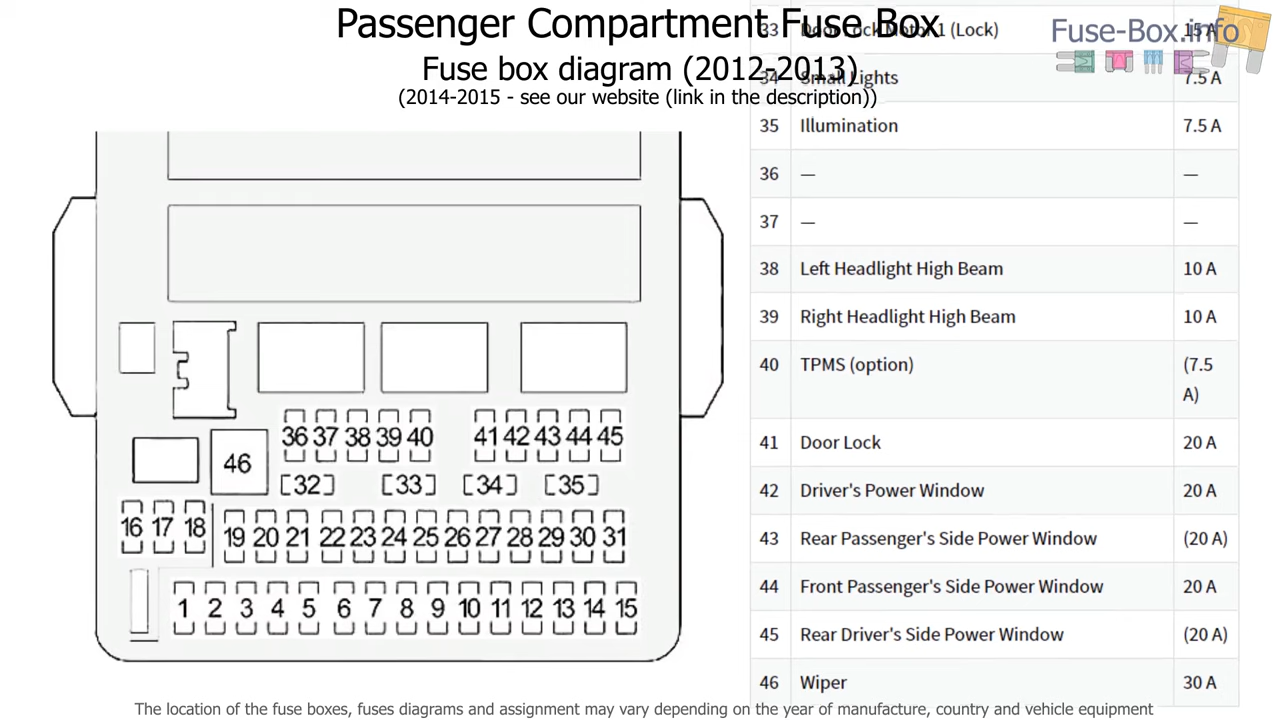 Passenger Compartment Fuse Box
Fuse box diagram (2012-2013)
(2014-2015 - see our website (link in the description))
Fuse-Box.info
33 Door Lock Motor 1 (Lock) 15 A
34 Small Lights 7.5 A
35 Illumination 7.5 A
36 — —
37 — —
38 Left Headlight High Beam 10 A
39 Right Headlight High Beam 10 A
40 TPMS (option) (7.5
A)
41 Door Lock 20 A
42 Driver's Power Window 20 A
43 Rear Passenger's Side Power Window (20 A)
44 Front Passenger's Side Power Window 20 A
45 Rear Driver's Side Power Window (20 A)
46 Wiper 30 A
36 37 38 39 40 41 42 43 44 45
46
[32] [33] [34] [35]
16 17 18 19 20 21 22 23 24 25 26 27 28 29 30 31
1 2 3 4 5 6 7 8 9 10 11 12 13 14 15
The location of the fuse boxes, fuses diagrams and assignment may vary depending on the year of manufacture, country and vehicle equipment